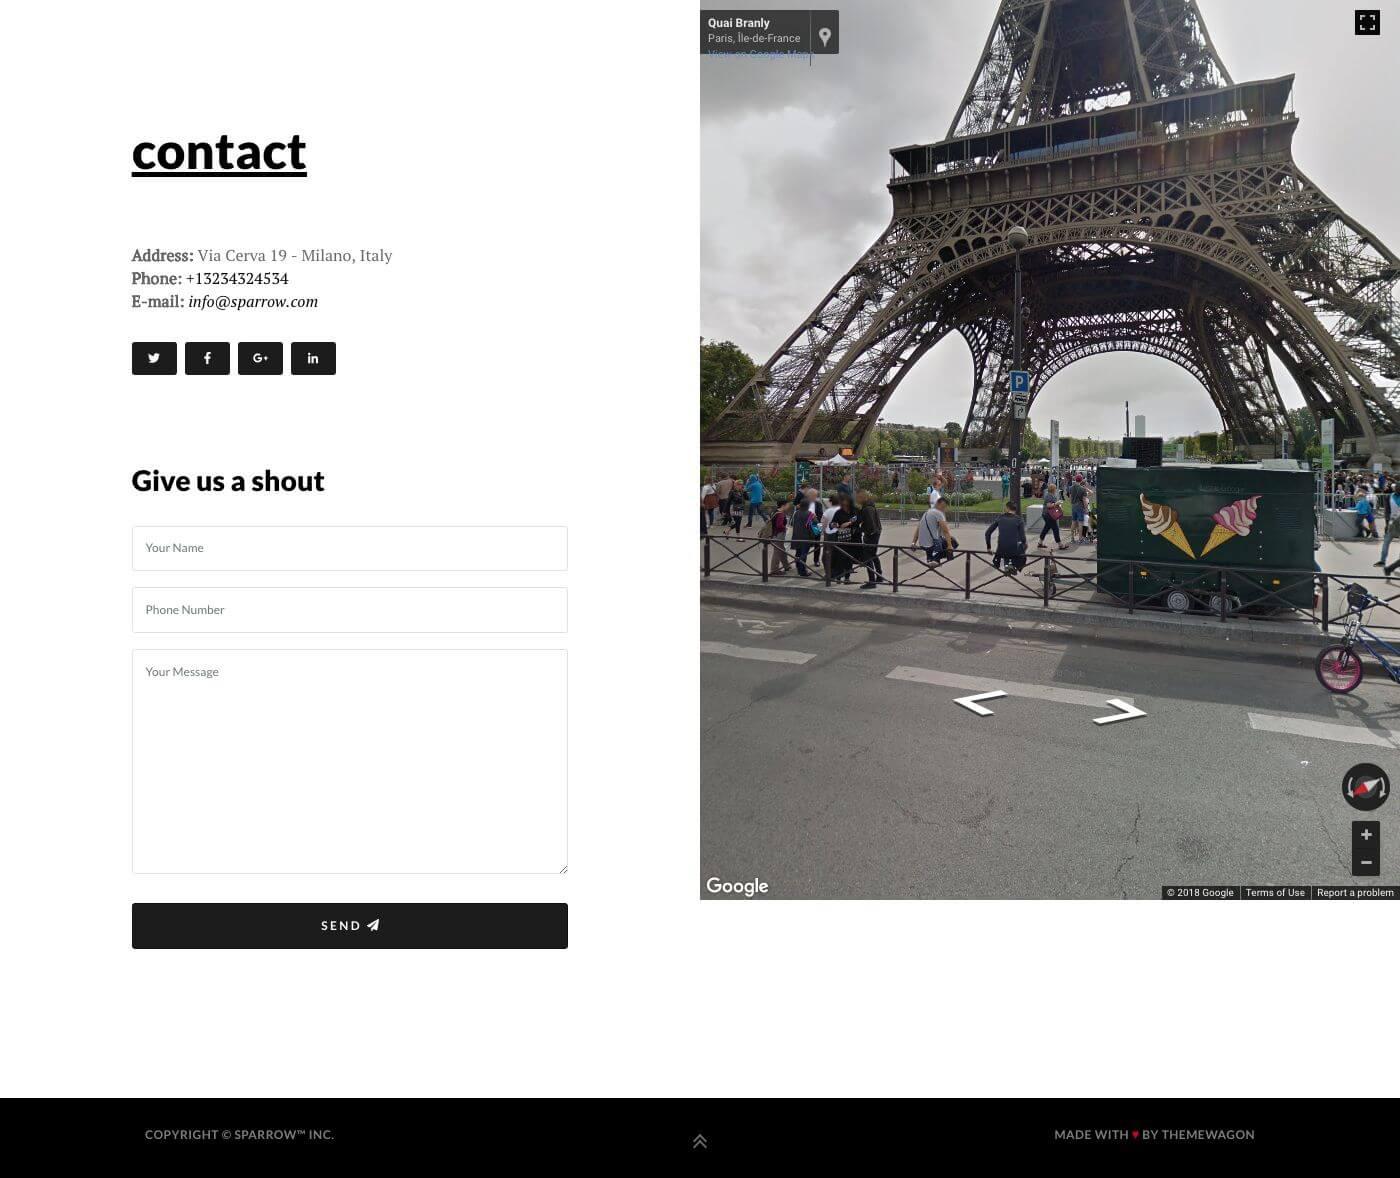 contact
Address: Via Cerva 19 - Milano, Italy
Phone: +13234324534
E-mail: info@sparrow.com
Give us a shout
Your Name
Phone Number
Your Message
SEND
Quai Branly
Paris, Île-de-France
View on Google Maps
P
Google
© 2018 Google
Terms of Use
Report a problem
COPYRIGHT © SPARROW™ INC.
MADE WITH ♥ BY THEMEWAGON